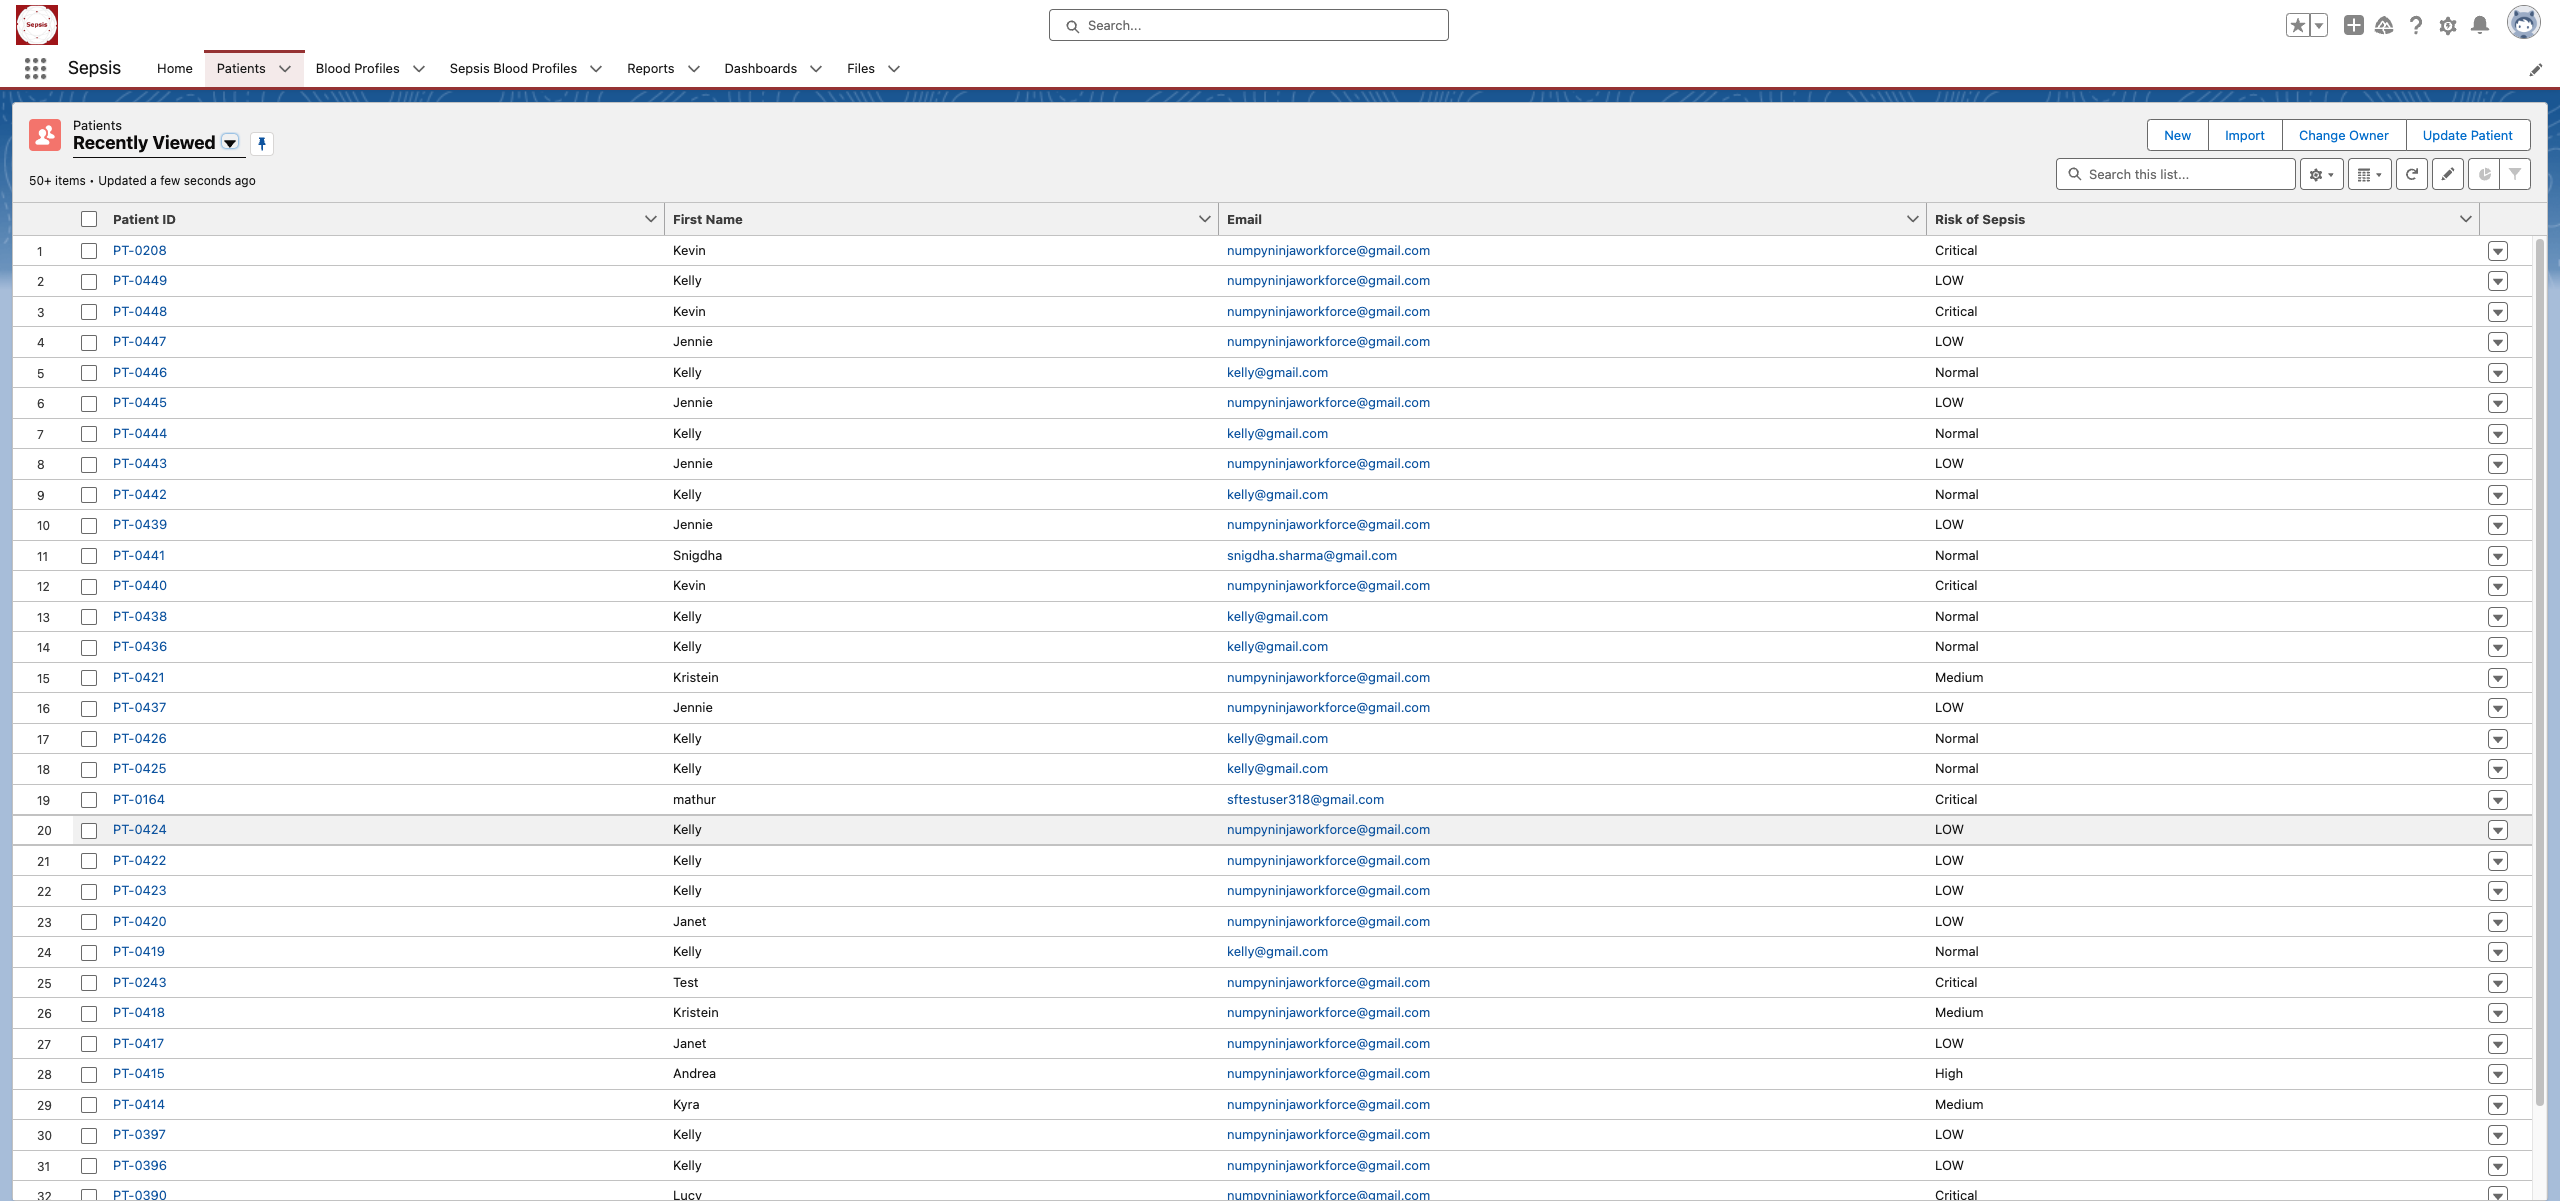 Sepsis
Search...
Sepsis Home Patients Blood Profiles Sepsis Blood Profiles Reports Dashboards Files
Patients
Recently Viewed
New Import Change Owner Update Patient
50+ items • Updated a few seconds ago
Search this list...
Patient ID First Name Email Risk of Sepsis
1 PT-0208 Kevin numpyninjaworkforce@gmail.com Critical
2 PT-0449 Kelly numpyninjaworkforce@gmail.com LOW
3 PT-0448 Kevin numpyninjaworkforce@gmail.com Critical
4 PT-0447 Jennie numpyninjaworkforce@gmail.com LOW
5 PT-0446 Kelly kelly@gmail.com Normal
6 PT-0445 Jennie numpyninjaworkforce@gmail.com LOW
7 PT-0444 Kelly kelly@gmail.com Normal
8 PT-0443 Jennie numpyninjaworkforce@gmail.com LOW
9 PT-0442 Kelly kelly@gmail.com Normal
10 PT-0439 Jennie numpyninjaworkforce@gmail.com LOW
11 PT-0441 Snigdha snigdha.sharma@gmail.com Normal
12 PT-0440 Kevin numpyninjaworkforce@gmail.com Critical
13 PT-0438 Kelly kelly@gmail.com Normal
14 PT-0436 Kelly kelly@gmail.com Normal
15 PT-0421 Kristein numpyninjaworkforce@gmail.com Medium
16 PT-0437 Jennie numpyninjaworkforce@gmail.com LOW
17 PT-0426 Kelly kelly@gmail.com Normal
18 PT-0425 Kelly kelly@gmail.com Normal
19 PT-0164 mathur sftestuser318@gmail.com Critical
20 PT-0424 Kelly numpyninjaworkforce@gmail.com LOW
21 PT-0422 Kelly numpyninjaworkforce@gmail.com LOW
22 PT-0423 Kelly numpyninjaworkforce@gmail.com LOW
23 PT-0420 Janet numpyninjaworkforce@gmail.com LOW
24 PT-0419 Kelly kelly@gmail.com Normal
25 PT-0243 Test numpyninjaworkforce@gmail.com Critical
26 PT-0418 Kristein numpyninjaworkforce@gmail.com Medium
27 PT-0417 Janet numpyninjaworkforce@gmail.com LOW
28 PT-0415 Andrea numpyninjaworkforce@gmail.com High
29 PT-0414 Kyra numpyninjaworkforce@gmail.com Medium
30 PT-0397 Kelly numpyninjaworkforce@gmail.com LOW
31 PT-0396 Kelly numpyninjaworkforce@gmail.com LOW
32 PT-0390 Lucy numpyninjaworkforce@gmail.com Critical